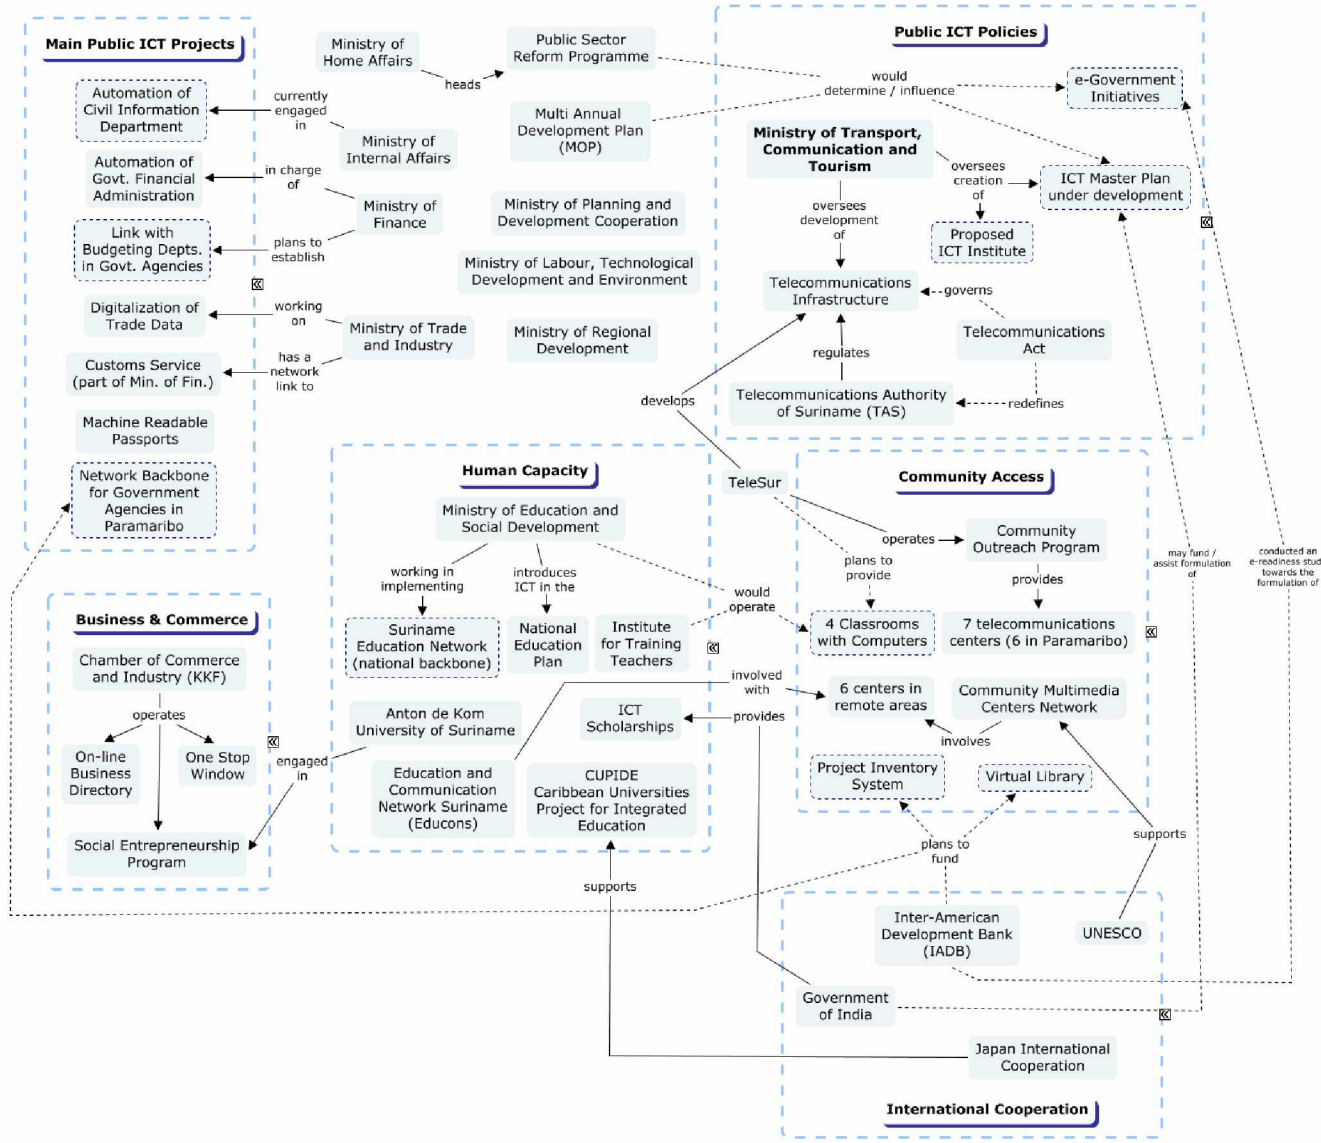 Main Public ICT Projects
Automation of
Civil Information
Department
Automation of
Govt. Financial
Administration
Link with
Budgeting Depts.
in Govt. Agencies
Digitalization of
Trade Data
Customs Service
(part of Min. of Fin.)
Machine Readable
Passports
Network Backbone
for Government
Agencies in
Paramaribo
currently
engaged
in
in charge
of
plans to
establish
working
on
has a
network
link to
Ministry of
Home Affairs
heads
Ministry of
Internal Affairs
Ministry of
Finance
Ministry of Trade
and Industry
Public Sector
Reform Programme
Multi Annual
Development Plan
(MOP)
Ministry of Planning and
Development Cooperation
Ministry of Labour, Technological
Development and Environment
Ministry of Regional
Development
Public ICT Policies
would
determine / influence
e-Government
Initiatives
Ministry of Transport,
Communication and
Tourism
oversees
creation
of
ICT Master Plan
under development
oversees
development
of
Proposed
ICT Institute
Telecommunications
Infrastructure
governs
Telecommunications
Act
regulates
redefines
Telecommunications Authority
of Suriname (TAS)
develops
TeleSur
Human Capacity
Ministry of Education and
Social Development
working in
implementing
introduces
ICT in the
would
operate
Suriname
Education Network
(national backbone)
National
Education
Plan
Institute
for Training
Teachers
involved
with
Anton de Kom
University of Suriname
ICT
Scholarships
provides
Education and
Communication
Network Suriname
(Educons)
CUPIDE
Caribbean Universities
Project for Integrated
Education
supports
engaged
in
Business & Commerce
Chamber of Commerce
and Industry (KKF)
operates
On-line
Business
Directory
One Stop
Window
Social Entrepreneurship
Program
Community Access
operates
Community
Outreach Program
plans to
provide
provides
4 Classrooms
with Computers
7 telecommunications
centers (6 in Paramaribo)
6 centers in
remote areas
Community Multimedia
Centers Network
involves
Project Inventory
System
Virtual Library
plans to
fund
supports
may fund /
assist formulation
of
conducted an
e-readiness stud
towards the
formulation of
Inter-American
Development Bank
(IADB)
UNESCO
Government
of India
Japan International
Cooperation
International Cooperation